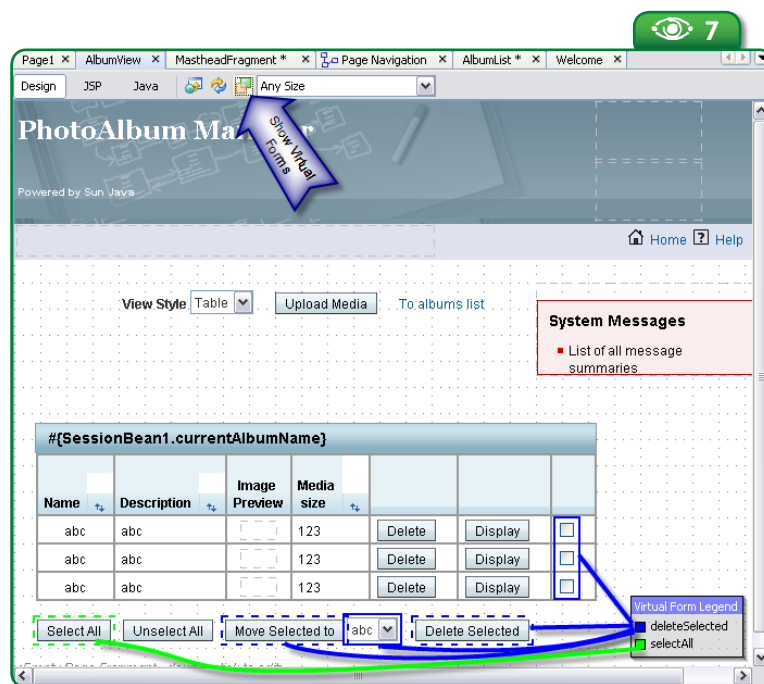 7
Page1 × AlbumView × MastheadFragment * × Page Navigation × AlbumList * × Welcome ×
Design JSP Java Any Size
Show Virtual
Forms
PhotoAlbum Ma r
Powered by Sun Java
Home ? Help
View Style Table Upload Media To albums list
System Messages
List of all message
summaries
#{SessionBean1.currentAlbumName}
Name Description Image Preview Media size
abc abc 123 Delete Display
abc abc 123 Delete Display
abc abc 123 Delete Display
Virtual Form Legend
deleteSelected
selectAll
Select All Unselect All Move Selected to abc Delete Selected